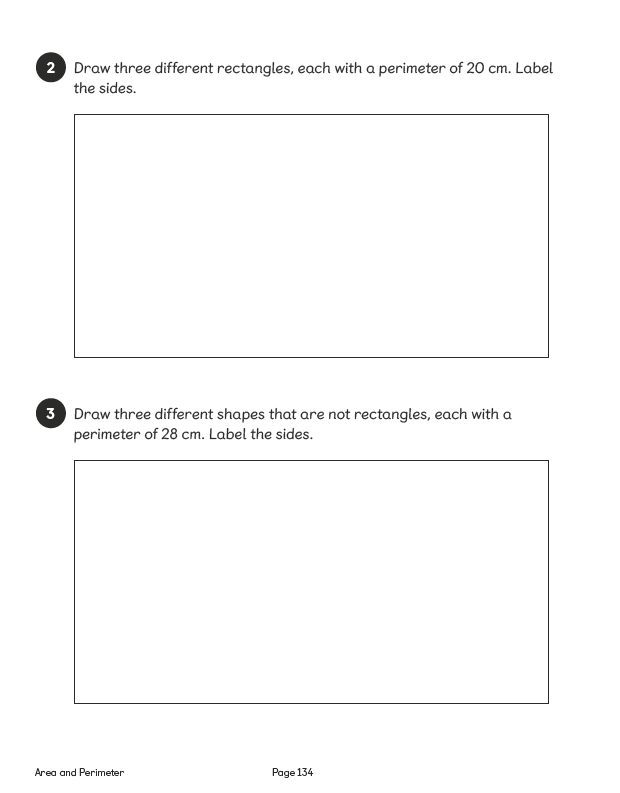 2 Draw three different rectangles, each with a perimeter of 20 cm. Label
the sides.
3 Draw three different shapes that are not rectangles, each with a
perimeter of 28 cm. Label the sides.
Area and Perimeter Page 134